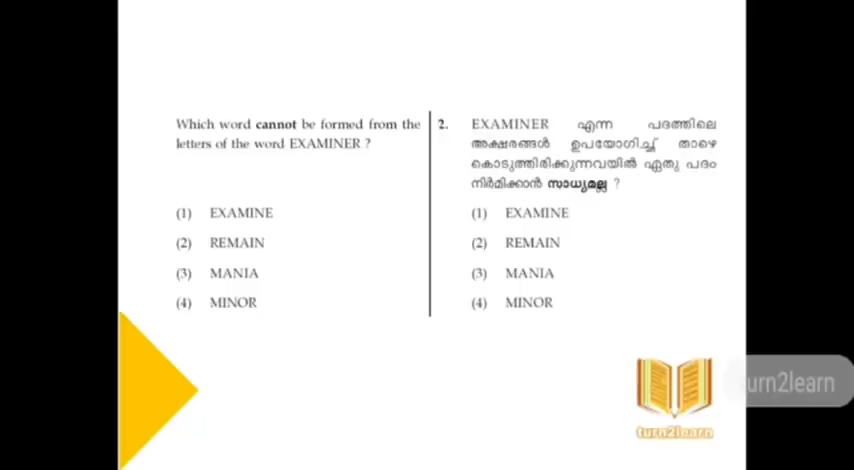 Which word cannot be formed from the
letters of the word EXAMINER ?
(1) EXAMINE
(2) REMAIN
(3) MANIA
(4) MINOR
2. EXAMINER എന്ന പദത്തിലെ
അക്ഷരങ്ങൾ ഉപയോഗിച്ച് താഴെ
കൊടുത്തിരിക്കുന്നവയിൽ ഏതു പദം
നിർമിക്കാൻ സാധ്യമല്ല ?
(1) EXAMINE
(2) REMAIN
(3) MANIA
(4) MINOR
turn2learn
turn2learn